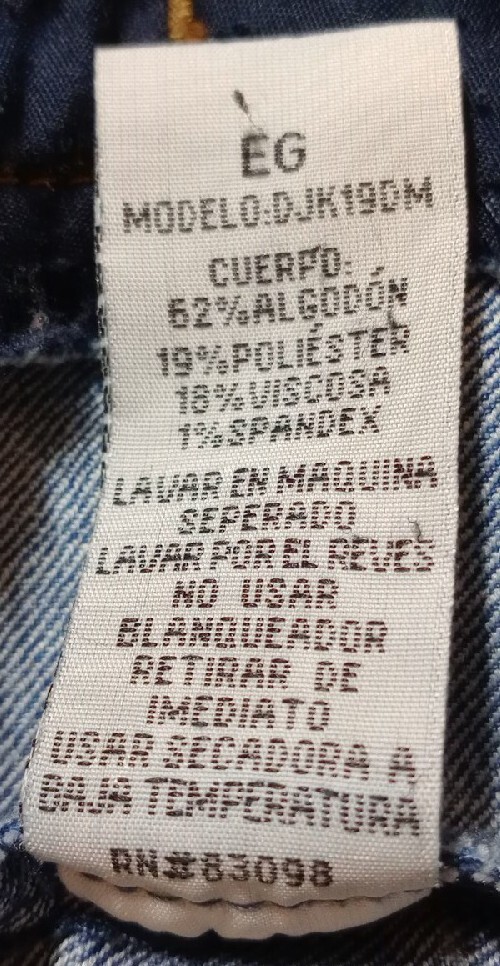 EG
MODELO:DJK19DM
CUERPO:
62%ALGODÓN
19%POLIÉSTER
18%VISCOSA
1%SPANDEX
LAVAR EN MAQUINA
SEPERADO
LAVAR POR EL REVES
NO USAR
BLANQUEADOR
RETIRAR DE
IMEDIATO
USAR SECADORA A
BAJA TEMPERATURA
RN#83098